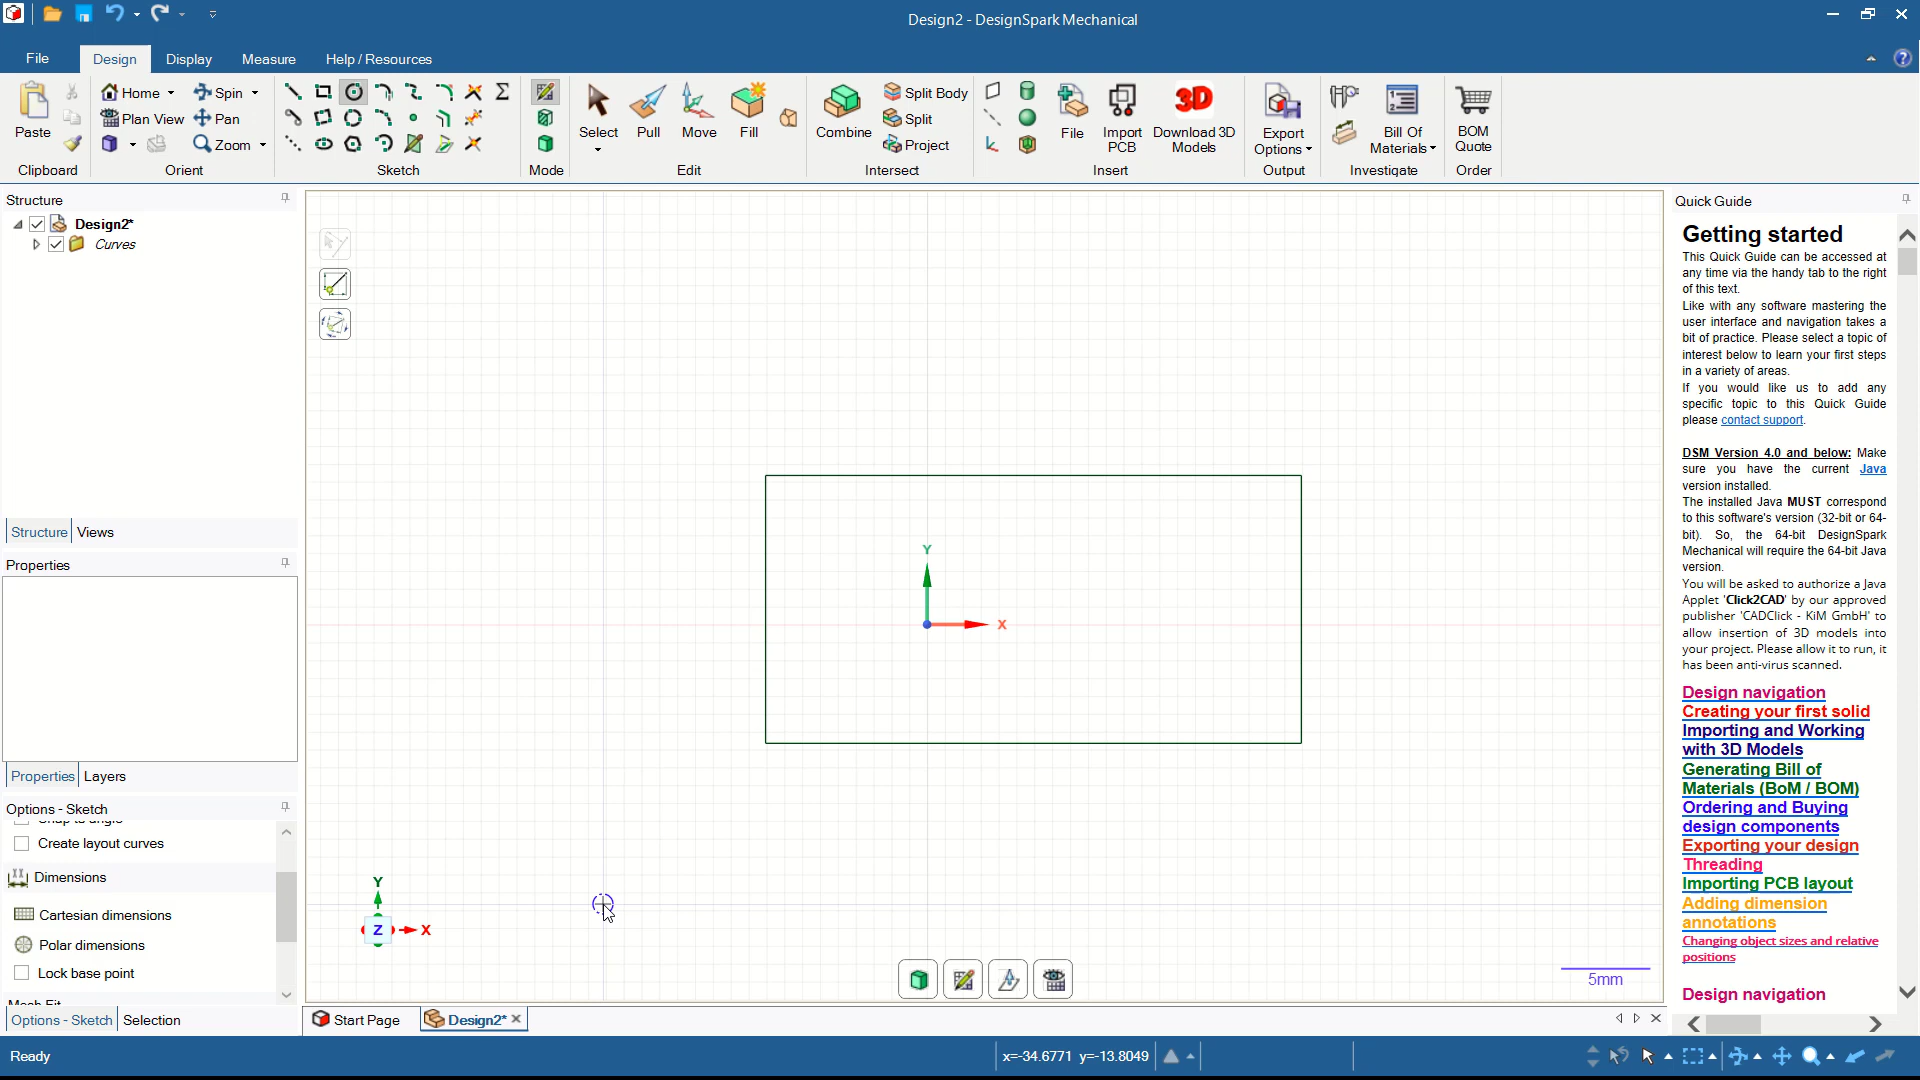 Design2 - DesignSpark Mechanical
File Design Display Measure Help / Resources
Paste
Home Spin
Plan View Pan
Zoom
Select Pull Move Fill
Combine
Split Body
Split
Project
File
Import PCB
Download 3D Models
Export Options
Bill Of Materials
BOM Quote
Clipboard Orient Sketch Mode Edit Intersect Insert Output Investigate Order
Structure
Design2*
Curves
Structure Views
Properties
Properties Layers
Options - Sketch
Create layout curves
Dimensions
Cartesian dimensions
Polar dimensions
Lock base point
Options - Sketch Selection
Y
X
Y
Z X
5mm
Start Page Design2*
Quick Guide
Getting started
This Quick Guide can be accessed at
any time via the handy tab to the right
of this text.
Like with any software mastering the
user interface and navigation takes a
bit of practice. Please select a topic of
interest below to learn your first steps
in a variety of areas.
If you would like us to add any
specific topic to this Quick Guide
please contact support.
DSM Version 4.0 and below: Make
sure you have the current Java
version installed.
The installed Java MUST correspond
to this software's version (32-bit or 64-
bit). So, the 64-bit DesignSpark
Mechanical will require the 64-bit Java
version.
You will be asked to authorize a Java
Applet 'Click2CAD' by our approved
publisher 'CADClick - KiM GmbH' to
allow insertion of 3D models into
your project. Please allow it to run, it
has been anti-virus scanned.
Design navigation
Creating your first solid
Importing and Working
with 3D Models
Generating Bill of
Materials (BoM / BOM)
Ordering and Buying
design components
Exporting your design
Threading
Importing PCB layout
Adding dimension
annotations
Changing object sizes and relative
positions
Design navigation
Ready
x=-34.6771 y=-13.8049